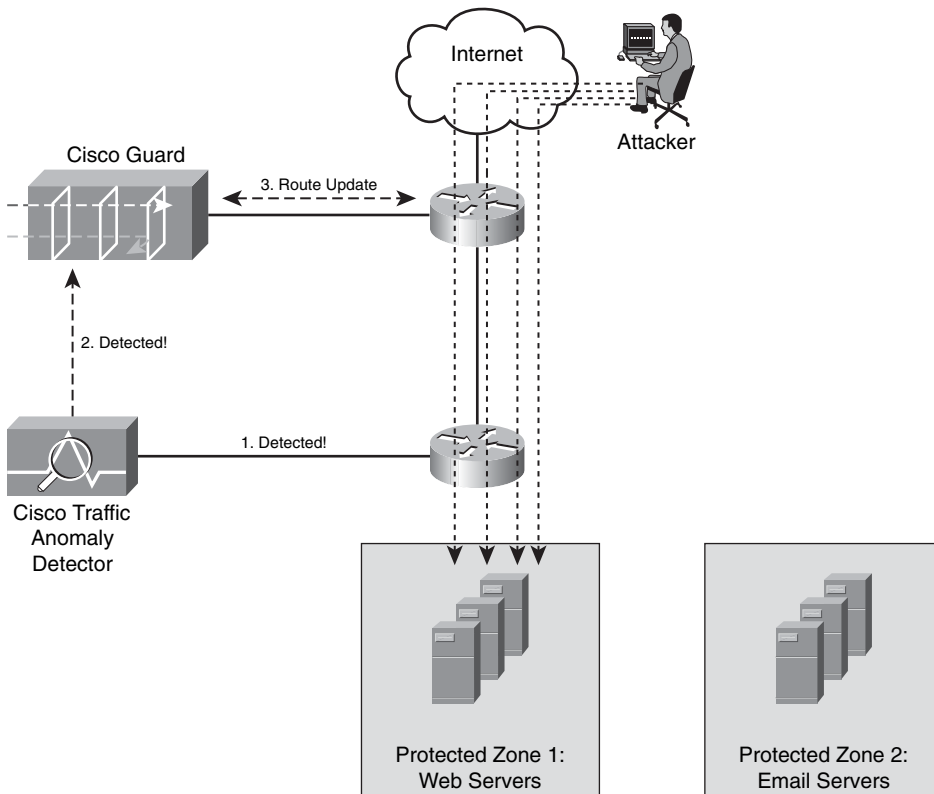 Internet
Attacker
Cisco Guard
3. Route Update
2. Detected!
1. Detected!
Cisco Traffic
Anomaly
Detector
Protected Zone 1:
Web Servers
Protected Zone 2:
Email Servers